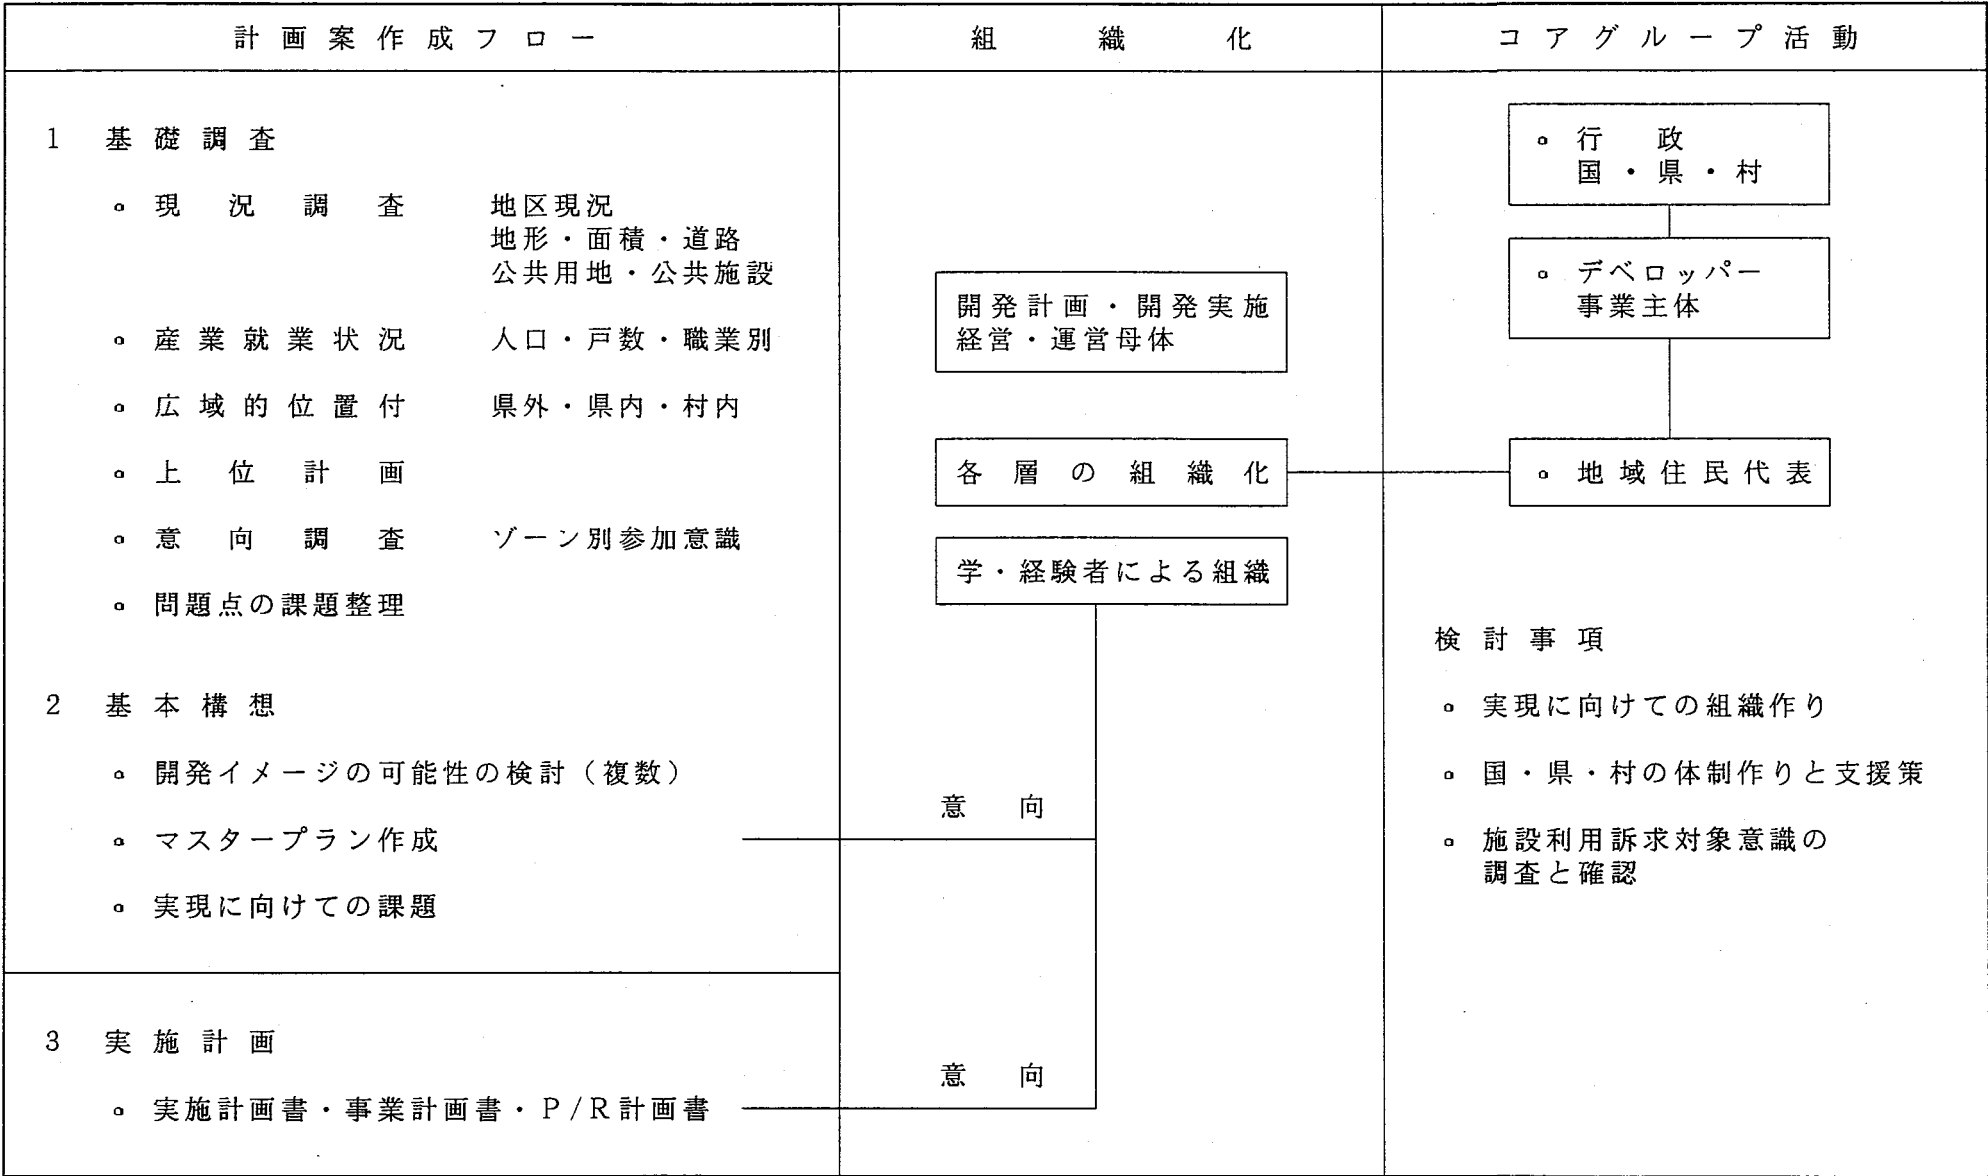 計画案作成フロー
組織化
コアグループ活動
1 基礎調査
。現況調査 地区現況
地形・面積・道路
公共用地・公共施設
。産業就業状況 人口・戸数・職業別
。広域的位置付 県外・県内・村内
。上位計画
。意向調査 ゾーン別参加意識
。問題点の課題整理
2 基本構想
。開発イメージの可能性の検討（複数）
。マスタープラン作成
。実現に向けての課題
3 実施計画
。実施計画書・事業計画書・P/R計画書
開発計画・開発実施
経営・運営母体
各層の組織化
学・経験者による組織
意向
意向
。行政
国・県・村
。デベロッパー
事業主体
。地域住民代表
検討事項
。実現に向けての組織作り
。国・県・村の体制作りと支援策
。施設利用訴求対象意識の
調査と確認